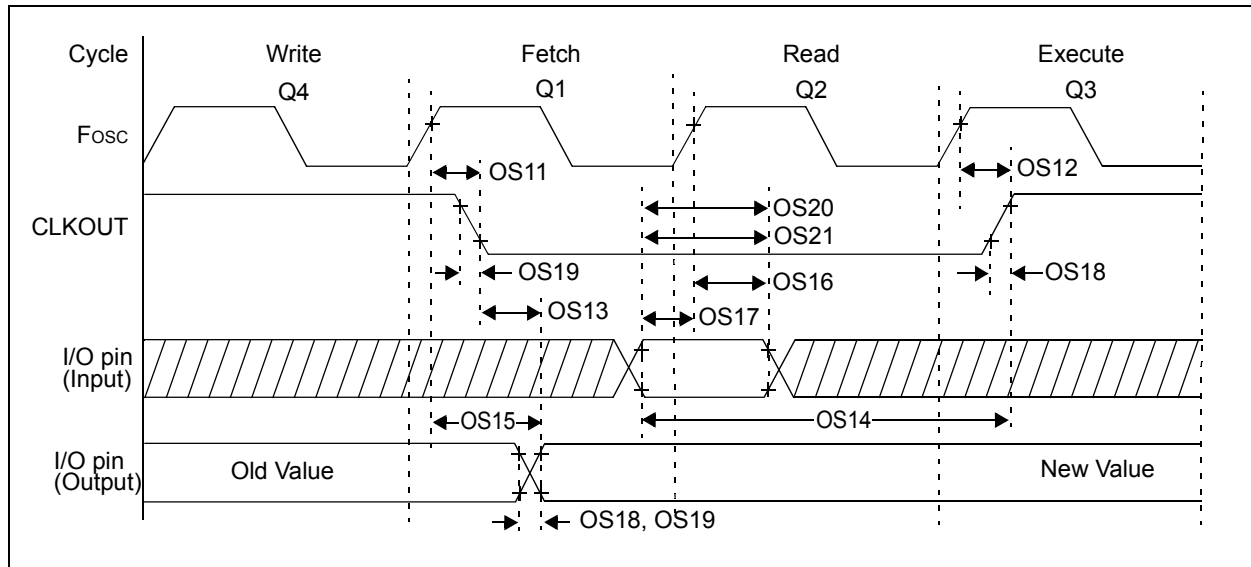 Cycle Write Fetch Read Execute
Q4 Q1 Q2 Q3
FOSC
OS11 OS12
OS20
CLKOUT
OS21
OS19 OS16 OS18
OS13 OS17
I/O pin
(Input)
OS15 OS14
I/O pin
(Output)
Old Value New Value
OS18, OS19